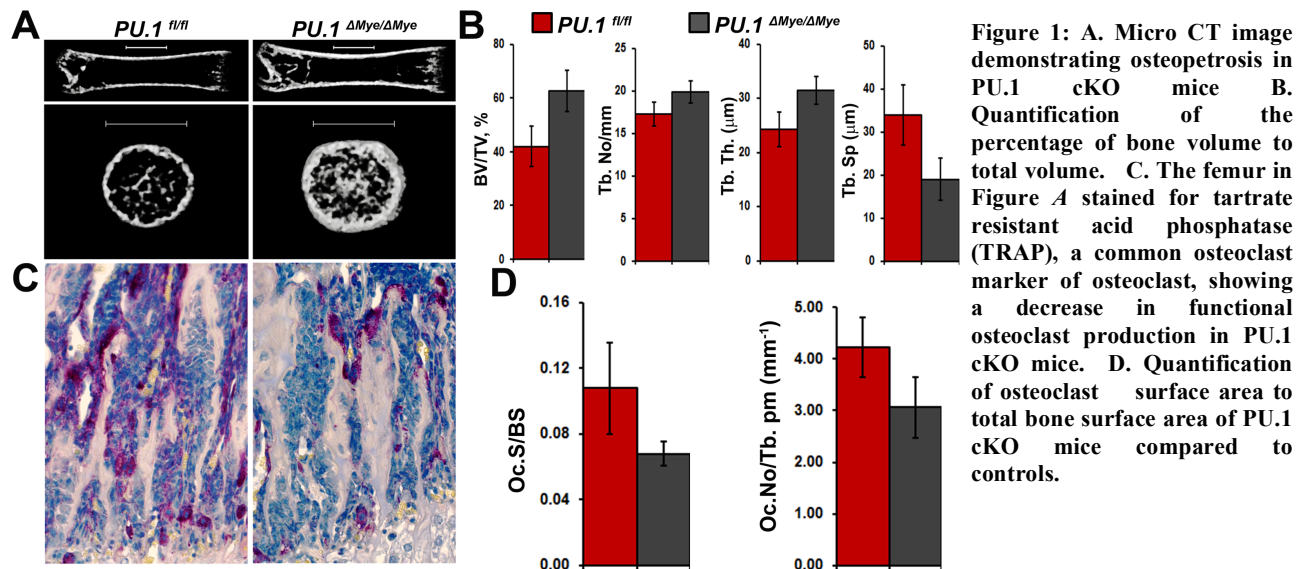 A
PU.1 fl/fl
PU.1 ΔMye/ΔMye
B
PU.1 fl/fl
PU.1 ΔMye/ΔMye
BV/TV, %
80
60
40
20
0
Tb. No/mm
25
20
15
10
5
0
Tb. Th. (μm)
40
30
20
10
0
Tb. Sp (μm)
50
40
30
20
10
0
C
D
Oc.S/BS
0.16
0.12
0.08
0.04
0.00
Oc.No/Tb. pm (mm-1)
5.00
4.00
3.00
2.00
1.00
0.00
Figure 1: A. Micro CT image
demonstrating osteopetrosis in
PU.1 cKO mice B.
Quantification of the
percentage of bone volume to
total volume. C. The femur in
Figure A stained for tartrate
resistant acid phosphatase
(TRAP), a common osteoclast
marker of osteoclast, showing
a decrease in functional
osteoclast production in PU.1
cKO mice. D. Quantification
of osteoclast surface area to
total bone surface area of PU.1
cKO mice compared to
controls.